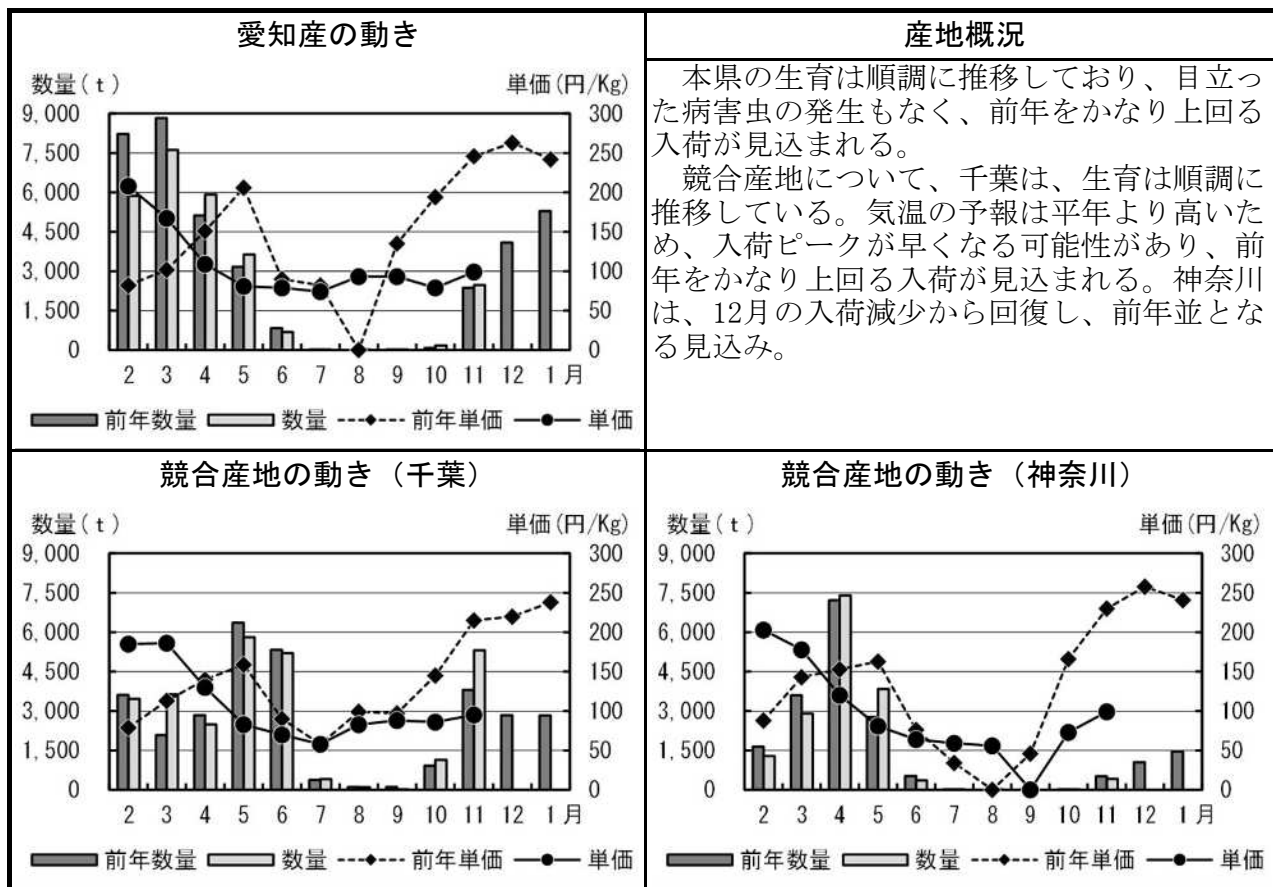 愛知産の動き
数量(t)
単価(円/Kg)
9,000
7,500
6,000
4,500
3,000
1,500
0
300
250
200
150
100
50
0
2 3 4 5 6 7 8 9 10 11 12 1月
前年数量 数量 前年単価 単価
産地概況
本県の生育は順調に推移しており、目立っ
た病害虫の発生もなく、前年をかなり上回る
入荷が見込まれる。
競合産地について、千葉は、生育は順調に
推移している。気温の予報は平年より高いた
め、入荷ピークが早くなる可能性があり、前
年をかなり上回る入荷が見込まれる。神奈川
は、12月の入荷減少から回復し、前年並とな
る見込み。
競合産地の動き（千葉）
数量(t)
単価(円/Kg)
9,000
7,500
6,000
4,500
3,000
1,500
0
300
250
200
150
100
50
0
2 3 4 5 6 7 8 9 10 11 12 1月
前年数量 数量 前年単価 単価
競合産地の動き（神奈川）
数量(t)
単価(円/Kg)
9,000
7,500
6,000
4,500
3,000
1,500
0
300
250
200
150
100
50
0
2 3 4 5 6 7 8 9 10 11 12 1月
前年数量 数量 前年単価 単価